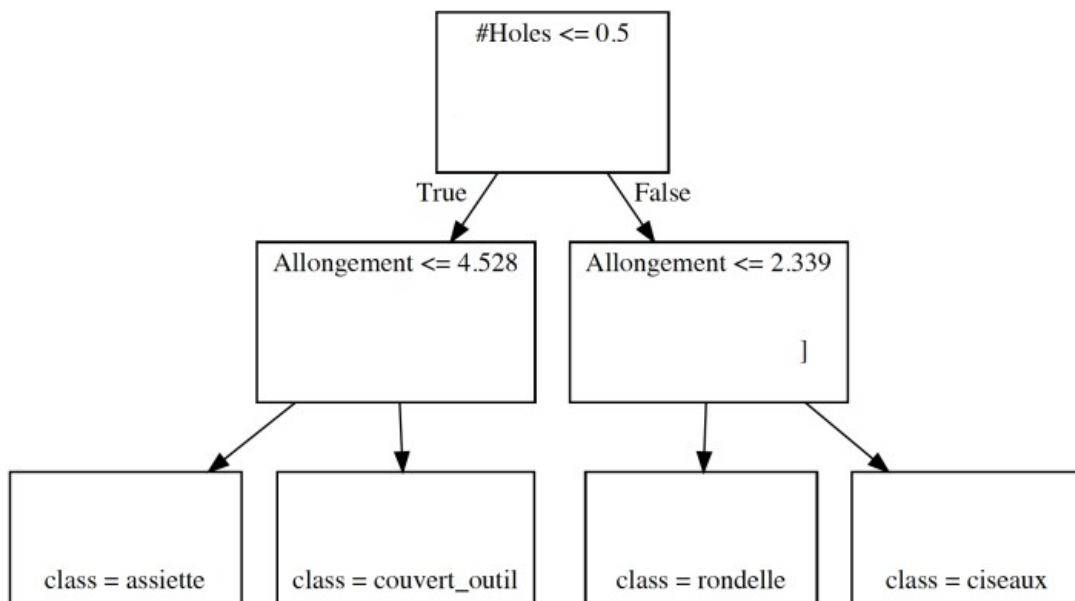 #Holes <= 0.5
True
False
Allongement <= 4.528
Allongement <= 2.339
]
class = assiette
class = couvert_outil
class = rondelle
class = ciseaux